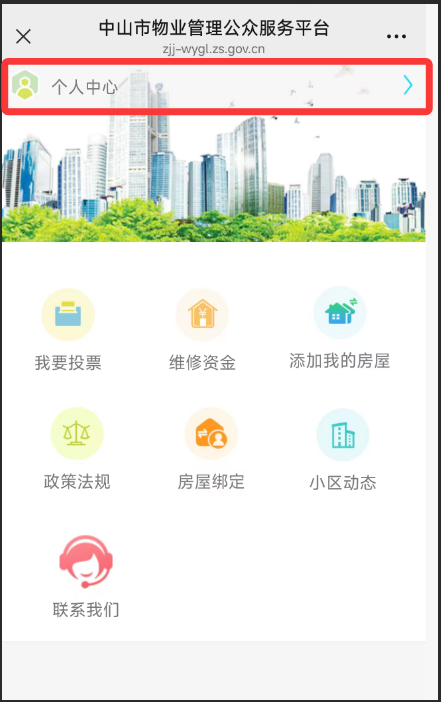 中山市物业管理公众服务平台
zjj-wygl.zs.gov.cn
个人中心
我要投票
维修资金
添加我的房屋
政策法规
房屋绑定
小区动态
联系我们